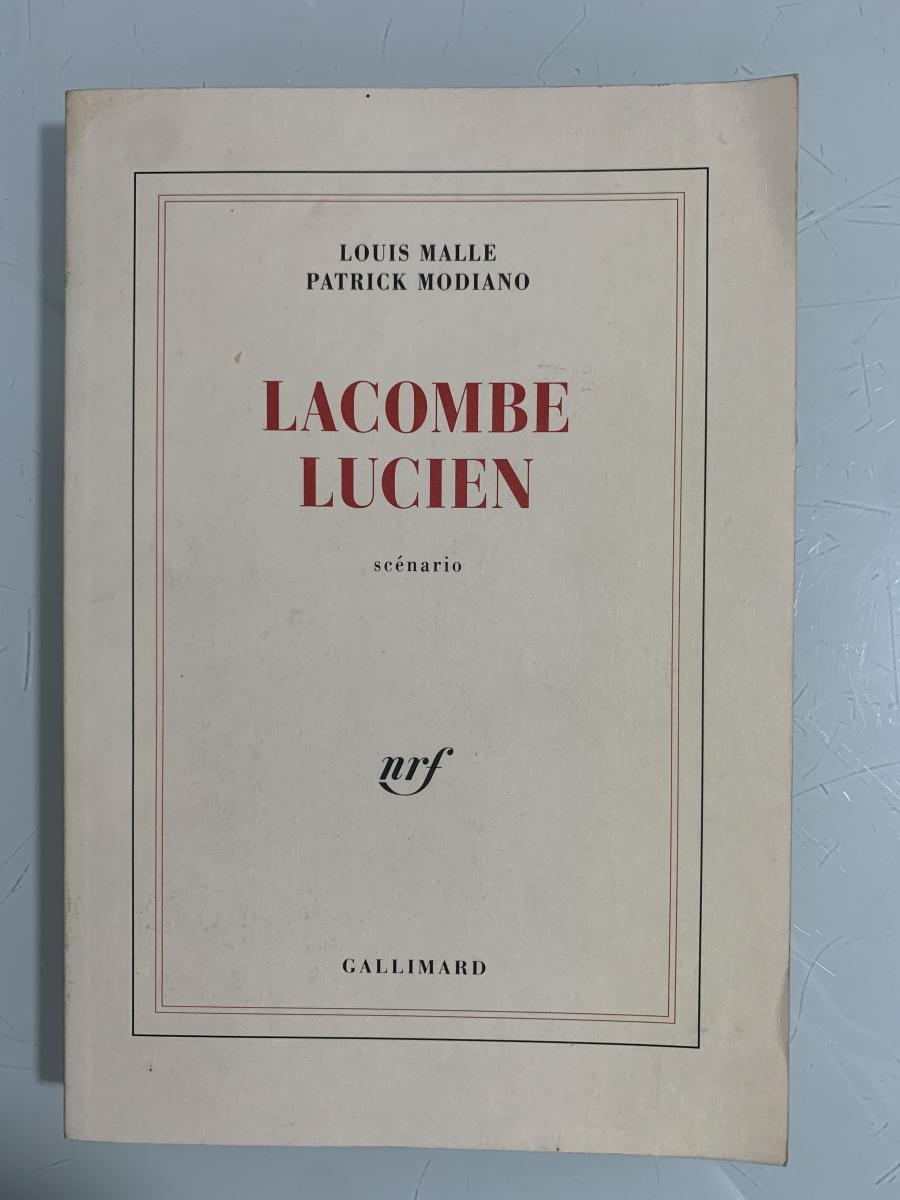 LOUIS MALLE
PATRICK MODIANO
LACOMBE
LUCIEN
scénario
nrf
GALLIMARD